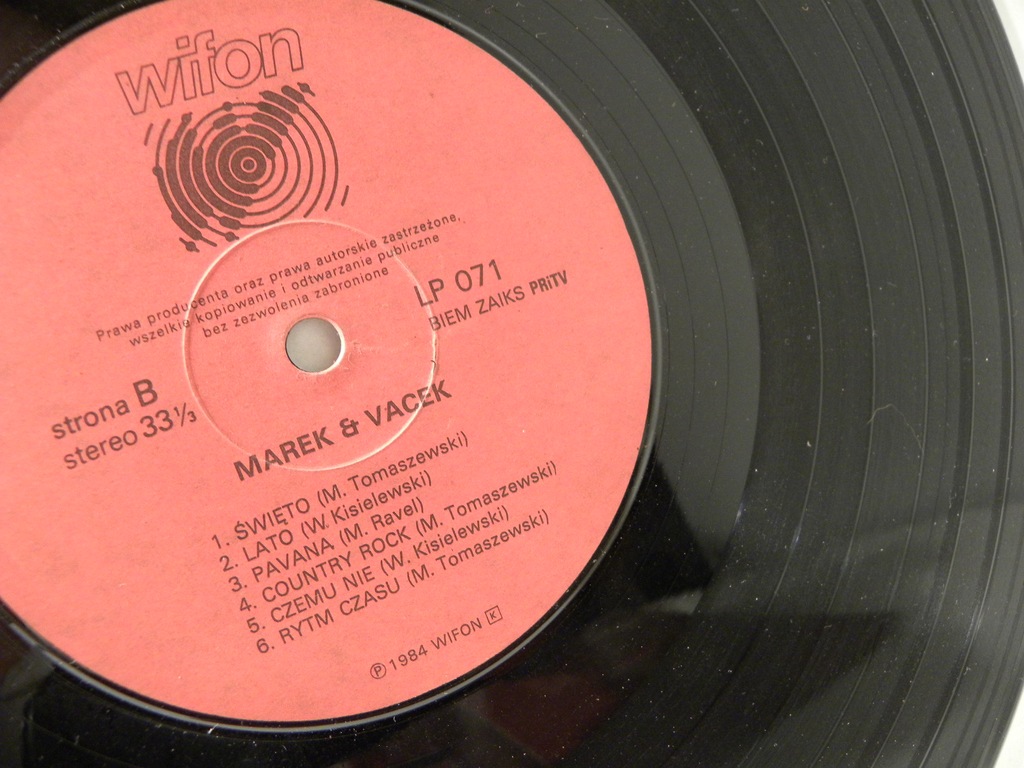 wifon
Prawa producenta oraz prawa autorskie zastrzeżone,
wszelkie kopiowanie i odtwarzanie publiczne
bez zezwolenia zabronione
LP 071
BIEM ZAIKS PRiTV
strona B
stereo 33 1/3
MAREK & VACEK
1. ŚWIĘTO (M. Tomaszewski)
2. LATO (W. Kisielewski)
3. PAVANA (M. Ravel)
4. COUNTRY ROCK (M. Tomaszewski)
5. CZEMU NIE (W. Kisielewski)
6. RYTM CZASU (M. Tomaszewski)
Ⓟ 1984 WIFON K